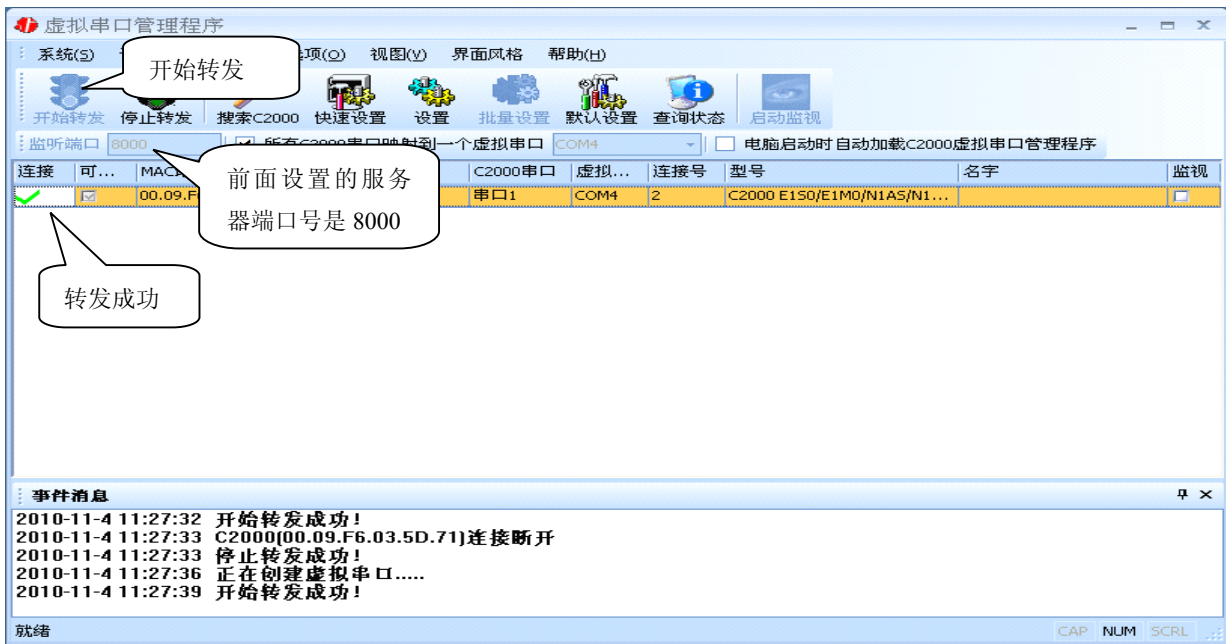 虚拟串口管理程序
系统(S) 项(O) 视图(V) 界面风格 帮助(H)
开始转发
开始转发 停止转发 搜索C2000 快速设置 设置 批量设置 默认设置 查询状态 启动监视
监听端口 8000 所有C2000串口映射到一个虚拟串口 COM4 电脑启动时自动加载C2000虚拟串口管理程序
连接 可... MAC C2000串口 虚拟... 连接号 型号 名字 监视
00.09.F 串口1 COM4 2 C2000 E1S0/E1M0/N1AS/N1...
前面设置的服务
器端口号是 8000
转发成功
事件消息
2010-11-4 11:27:32 开始转发成功!
2010-11-4 11:27:33 C2000(00.09.F6.03.5D.71)连接断开
2010-11-4 11:27:33 停止转发成功!
2010-11-4 11:27:36 正在创建虚拟串口.....
2010-11-4 11:27:39 开始转发成功!
就绪 CAP NUM SCRL